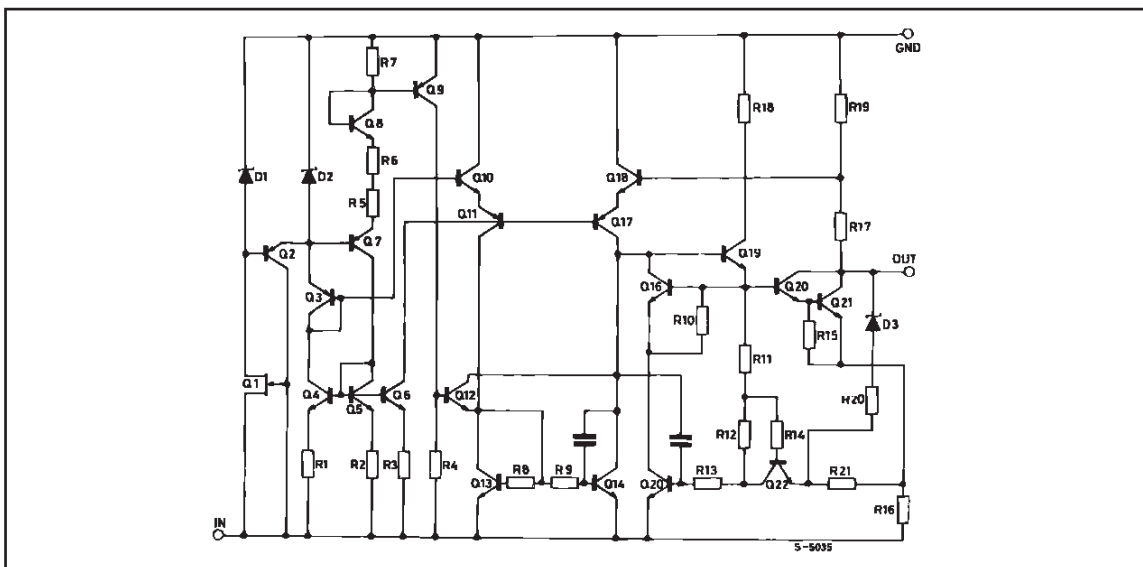 GND
R7
Q9
Q8
R18
R19
R6
D1
D2
Q10
Q18
R5
Q11
Q17
R17
Q7
Q2
Q19
OUT
Q3
Q16
Q20
Q21
R10
R15
D3
R11
Q1
Q4
Q5
Q6
Q12
R20
R12
R14
R1
R2
R3
R4
Q13
R8
R9
Q14
Q20
R13
Q22
R21
R16
IN
S-5035